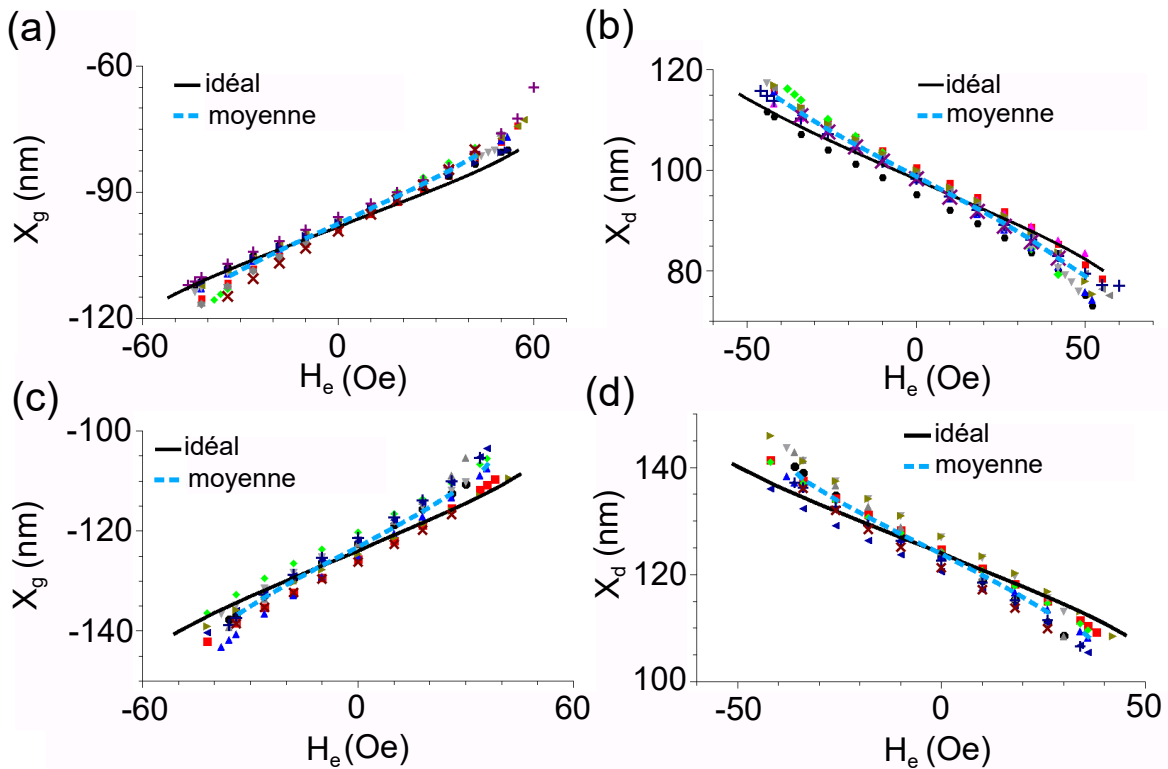 (a)
-60
-90
-120
X_g (nm)
idéal
moyenne
-60
0
60
H_e (Oe)
(b)
120
100
80
X_d (nm)
idéal
moyenne
-50
0
50
H_e (Oe)
(c)
-100
-120
-140
X_g (nm)
idéal
moyenne
-60
0
60
H_e (Oe)
(d)
140
120
100
X_d (nm)
idéal
moyenne
-50
0
50
H_e (Oe)